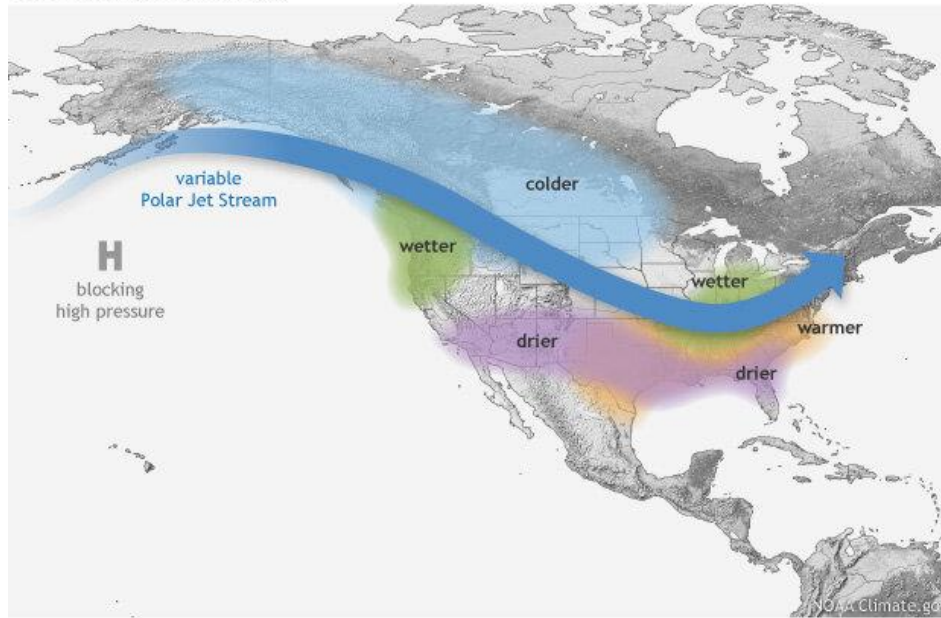 variable
Polar Jet Stream
colder
wetter
H
blocking
high pressure
wetter
warmer
drier
drier
NOAA Climate.go